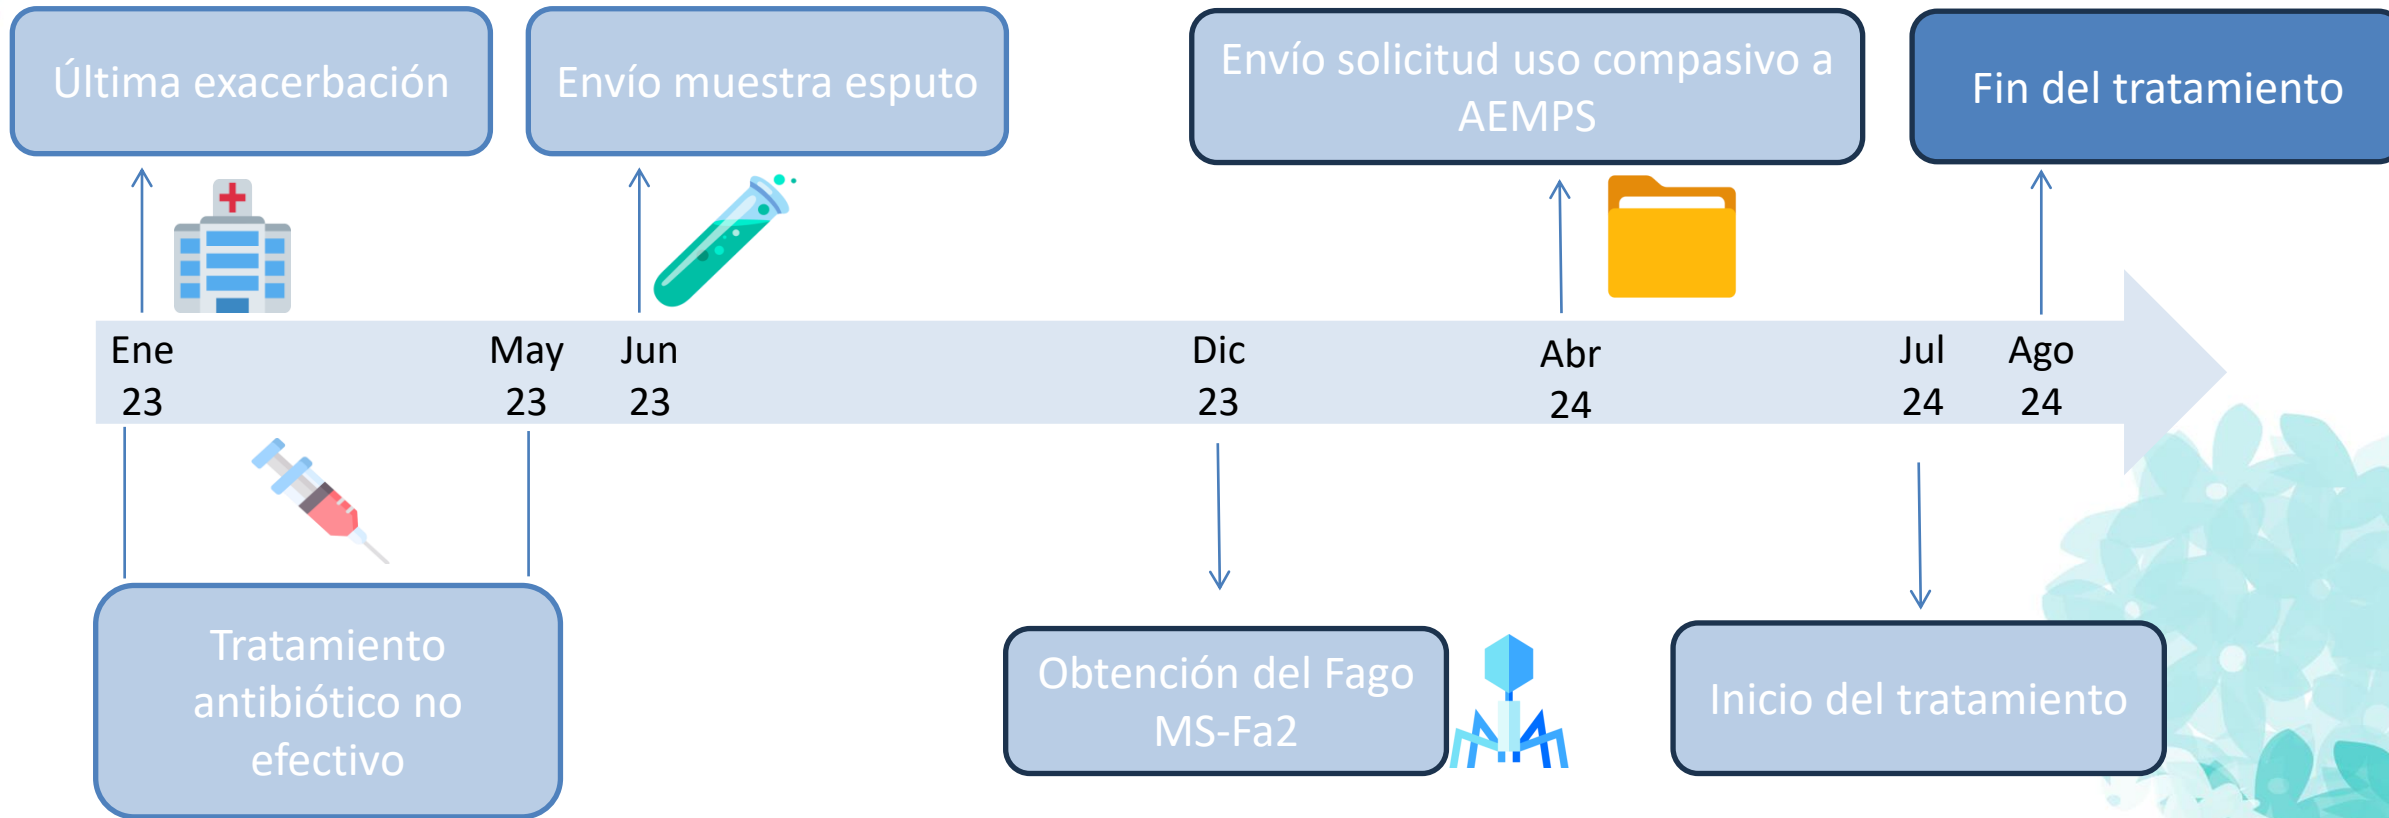 Última exacerbación
Envío muestra esputo
Envío solicitud uso compasivo a
AEMPS
Fin del tratamiento
Ene
23
May
23
Jun
23
Dic
23
Abr
24
Jul
24
Ago
24
Tratamiento
antibiótico no
efectivo
Obtención del Fago
MS-Fa2
Inicio del tratamiento